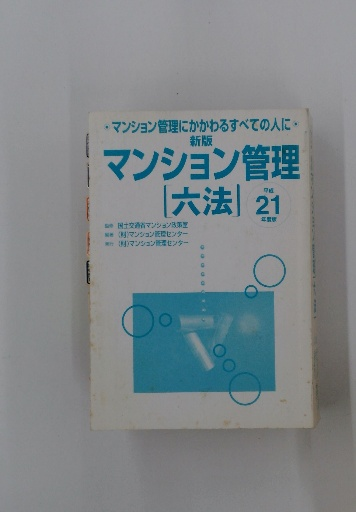 •マンション管理にかかわるすべての人に•
新版
マンション管理
[六法]
平成
21
年度版
監修 国土交通省マンション政策室
編著 (財)マンション管理センター
発行 (財)マンション管理センター